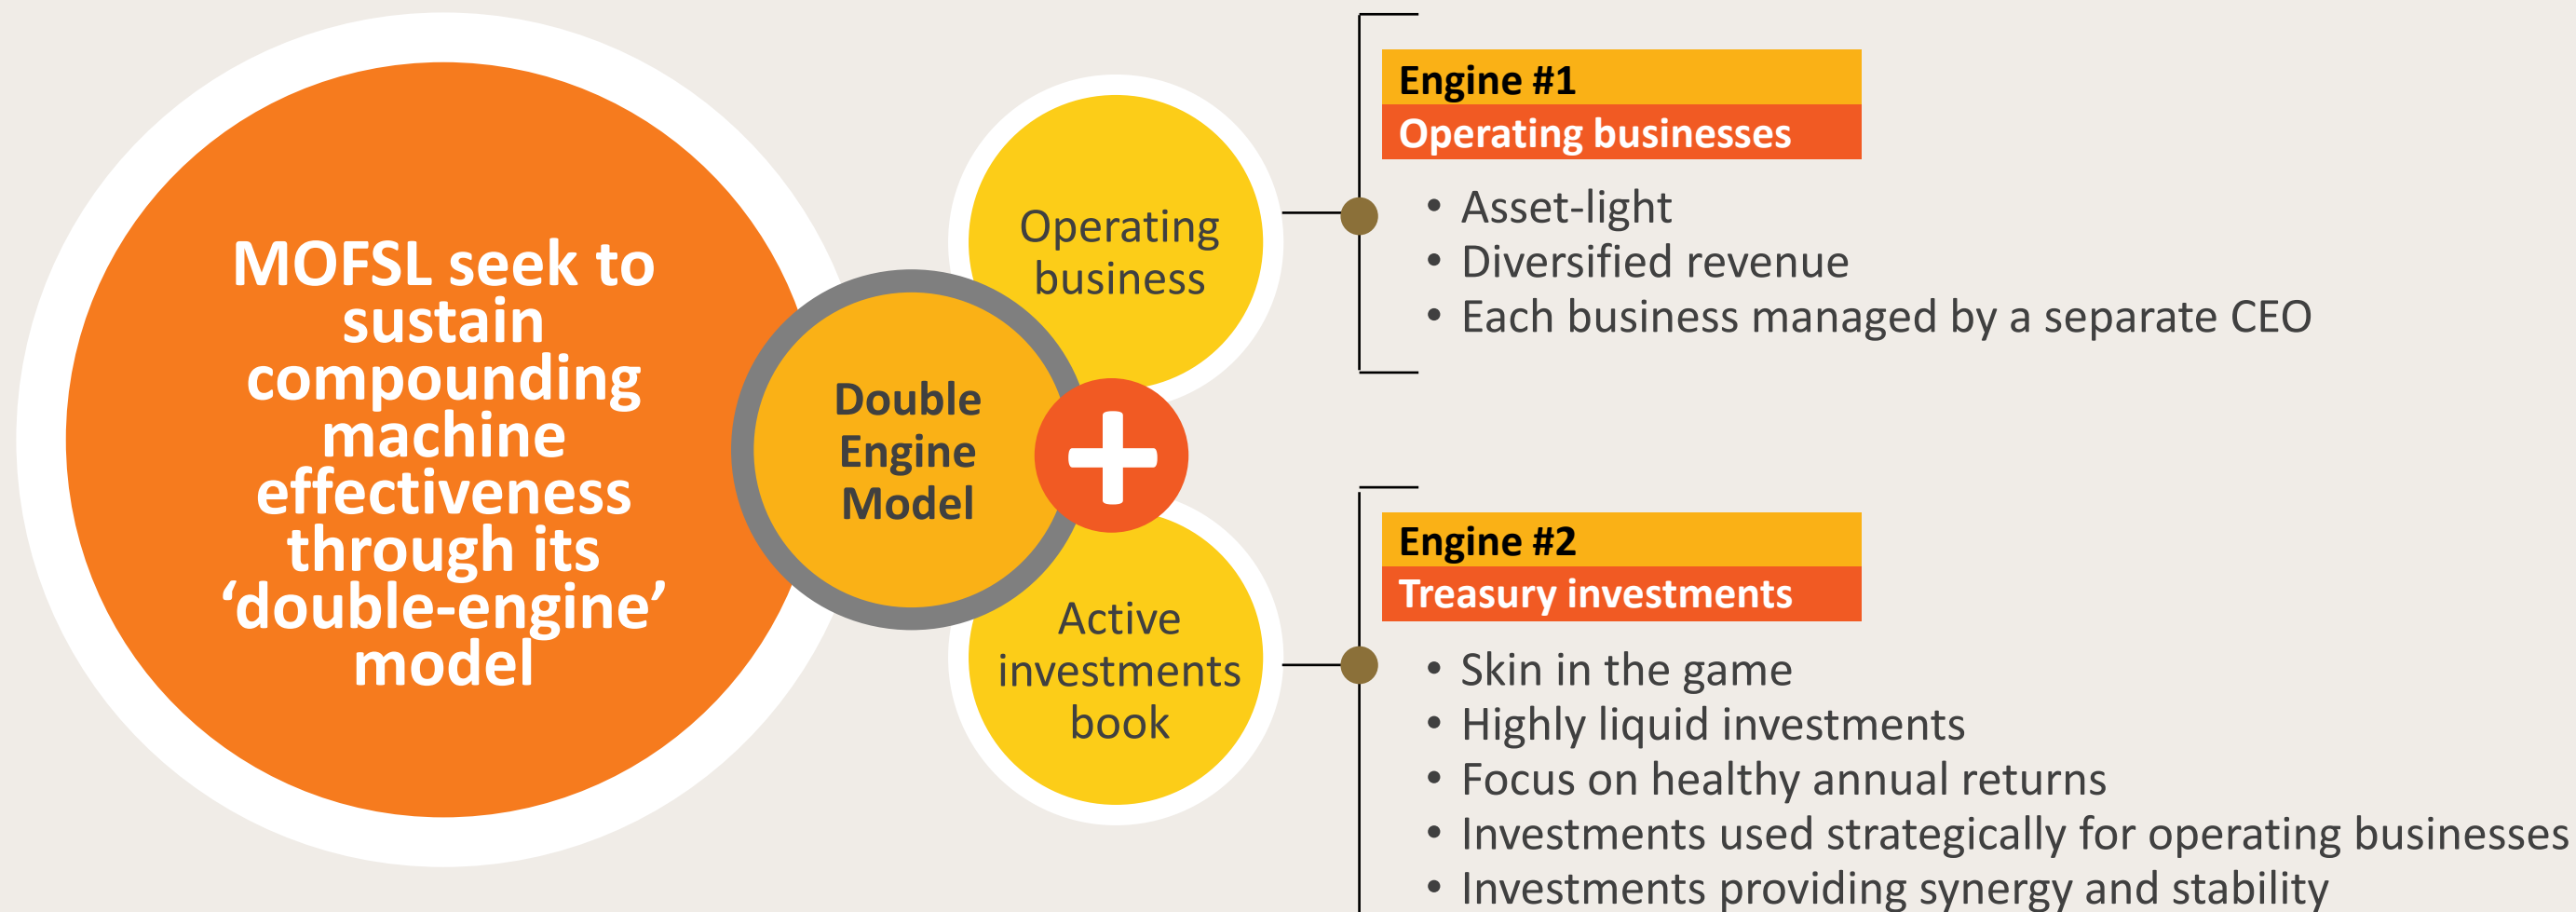 MOFSL seek to
sustain
compounding
machine
effectiveness
through its
‘double-engine’
model
Double
Engine
Model
+
Operating
business
Active
investments
book
Engine #1
Operating businesses
• Asset-light
• Diversified revenue
• Each business managed by a separate CEO
Engine #2
Treasury investments
• Skin in the game
• Highly liquid investments
• Focus on healthy annual returns
• Investments used strategically for operating businesses
• Investments providing synergy and stability